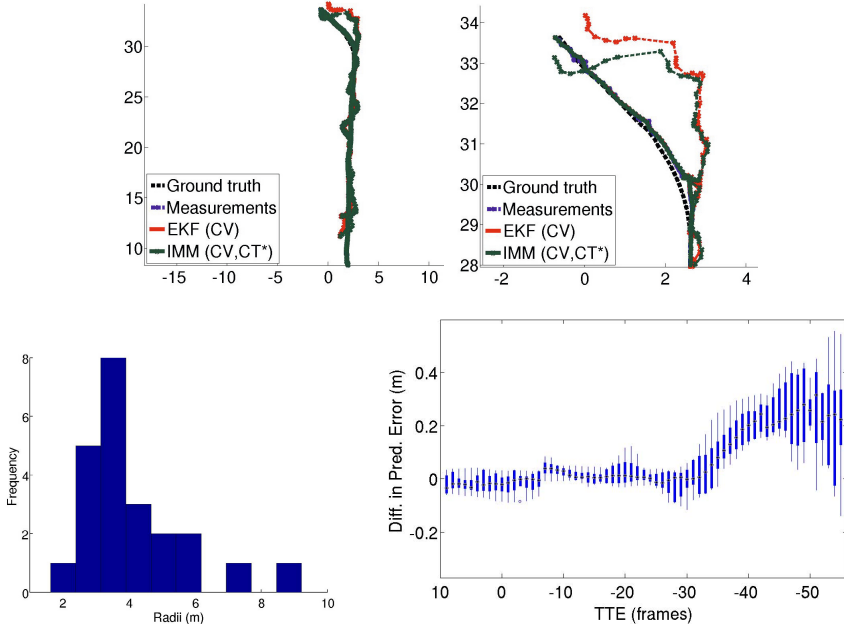 30
25
20
15
10
-15 -10 -5 0 5 10
Ground truth
Measurements
EKF (CV)
IMM (CV,CT*)
34
33
32
31
30
29
28
-2 0 2 4
Ground truth
Measurements
EKF (CV)
IMM (CV,CT*)
8
6
4
2
0
Frequency
2 4 6 8 10
Radii (m)
0.4
0.2
0
-0.2
Diff. in Pred. Error (m)
10 0 -10 -20 -30 -40 -50
TTE (frames)